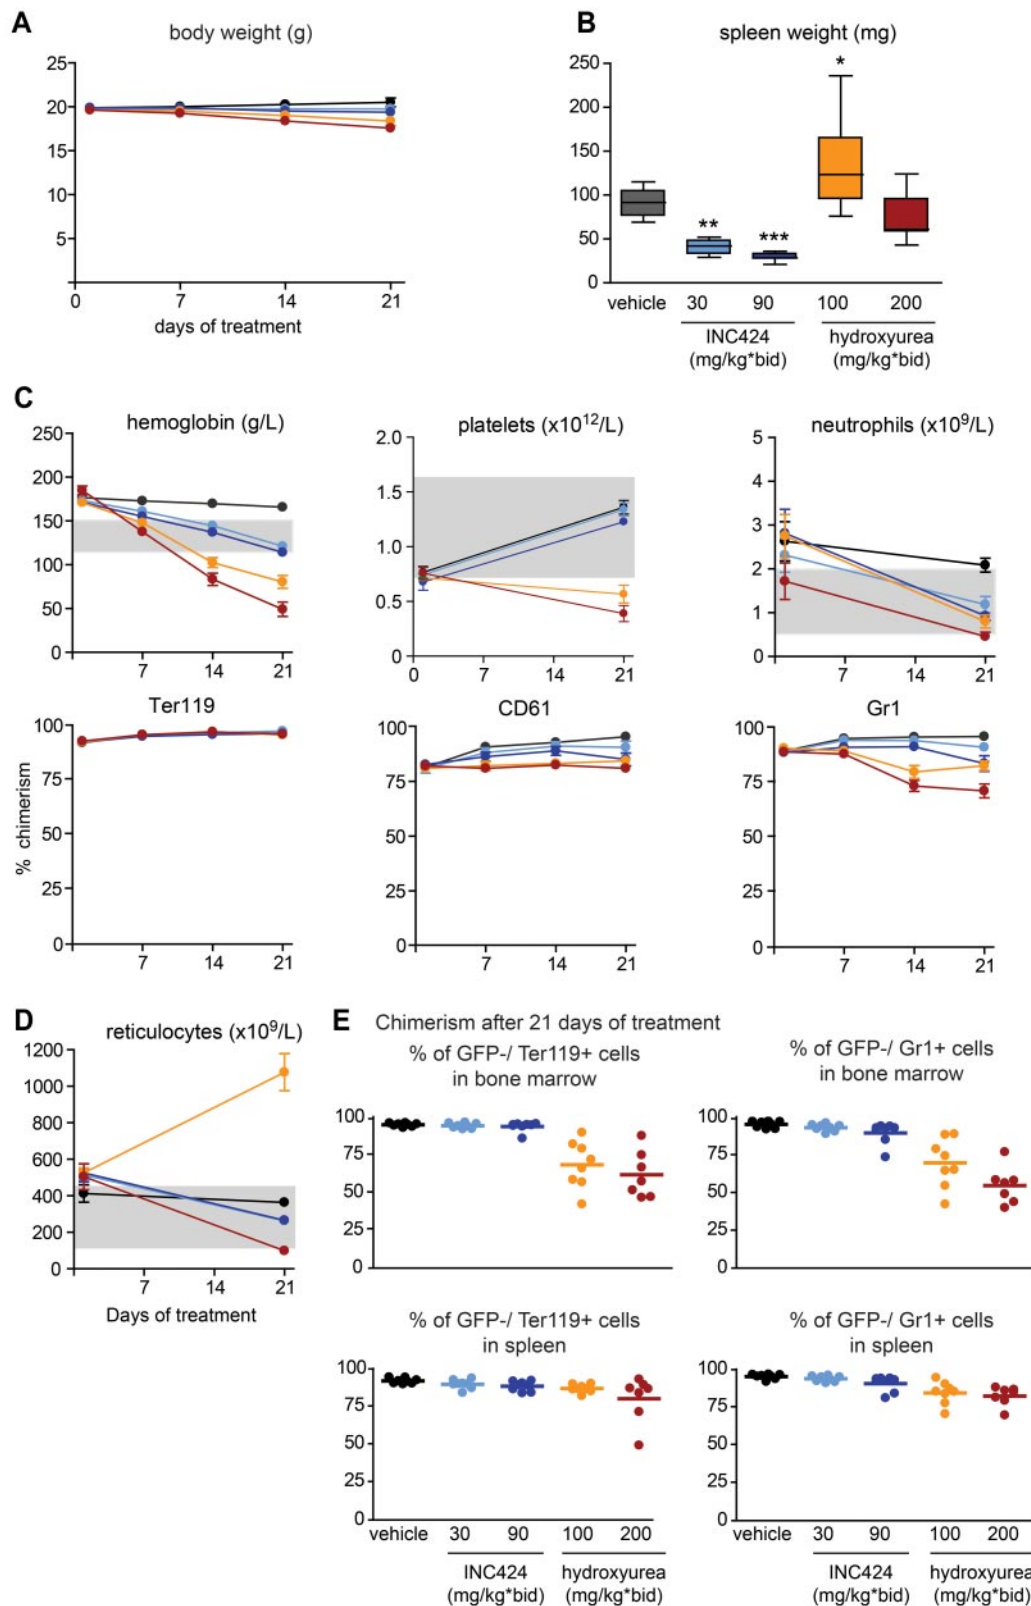 A
body weight (g)
25
20
15
10
5
0
7
14
21
days of treatment
B
spleen weight (mg)
250
200
150
100
50
0
*
**
***
vehicle
30
90
100
200
INC424
hydroxyurea
(mg/kg*bid)
(mg/kg*bid)
C
hemoglobin (g/L)
250
200
150
100
50
0
7
14
21
platelets (x10¹²/L)
2.0
1.5
1.0
0.5
0
0
7
14
21
neutrophils (x10⁹/L)
5
4
3
2
1
0
7
14
21
Ter119
% chimerism
100
75
50
25
0
7
14
21
CD61
100
75
50
25
0
7
14
21
Gr1
100
75
50
25
0
7
14
21
D
reticulocytes (x10⁹/L)
1200
1000
800
600
400
200
0
7
14
21
Days of treatment
E
Chimerism after 21 days of treatment
% of GFP-/ Ter119+ cells
in bone marrow
100
75
50
25
0
% of GFP-/ Gr1+ cells
in bone marrow
100
75
50
25
0
% of GFP-/ Ter119+ cells
in spleen
100
75
50
25
0
vehicle
30
90
100
200
INC424
hydroxyurea
(mg/kg*bid)
(mg/kg*bid)
% of GFP-/ Gr1+ cells
in spleen
100
75
50
25
0
vehicle
30
90
100
200
INC424
hydroxyurea
(mg/kg*bid)
(mg/kg*bid)